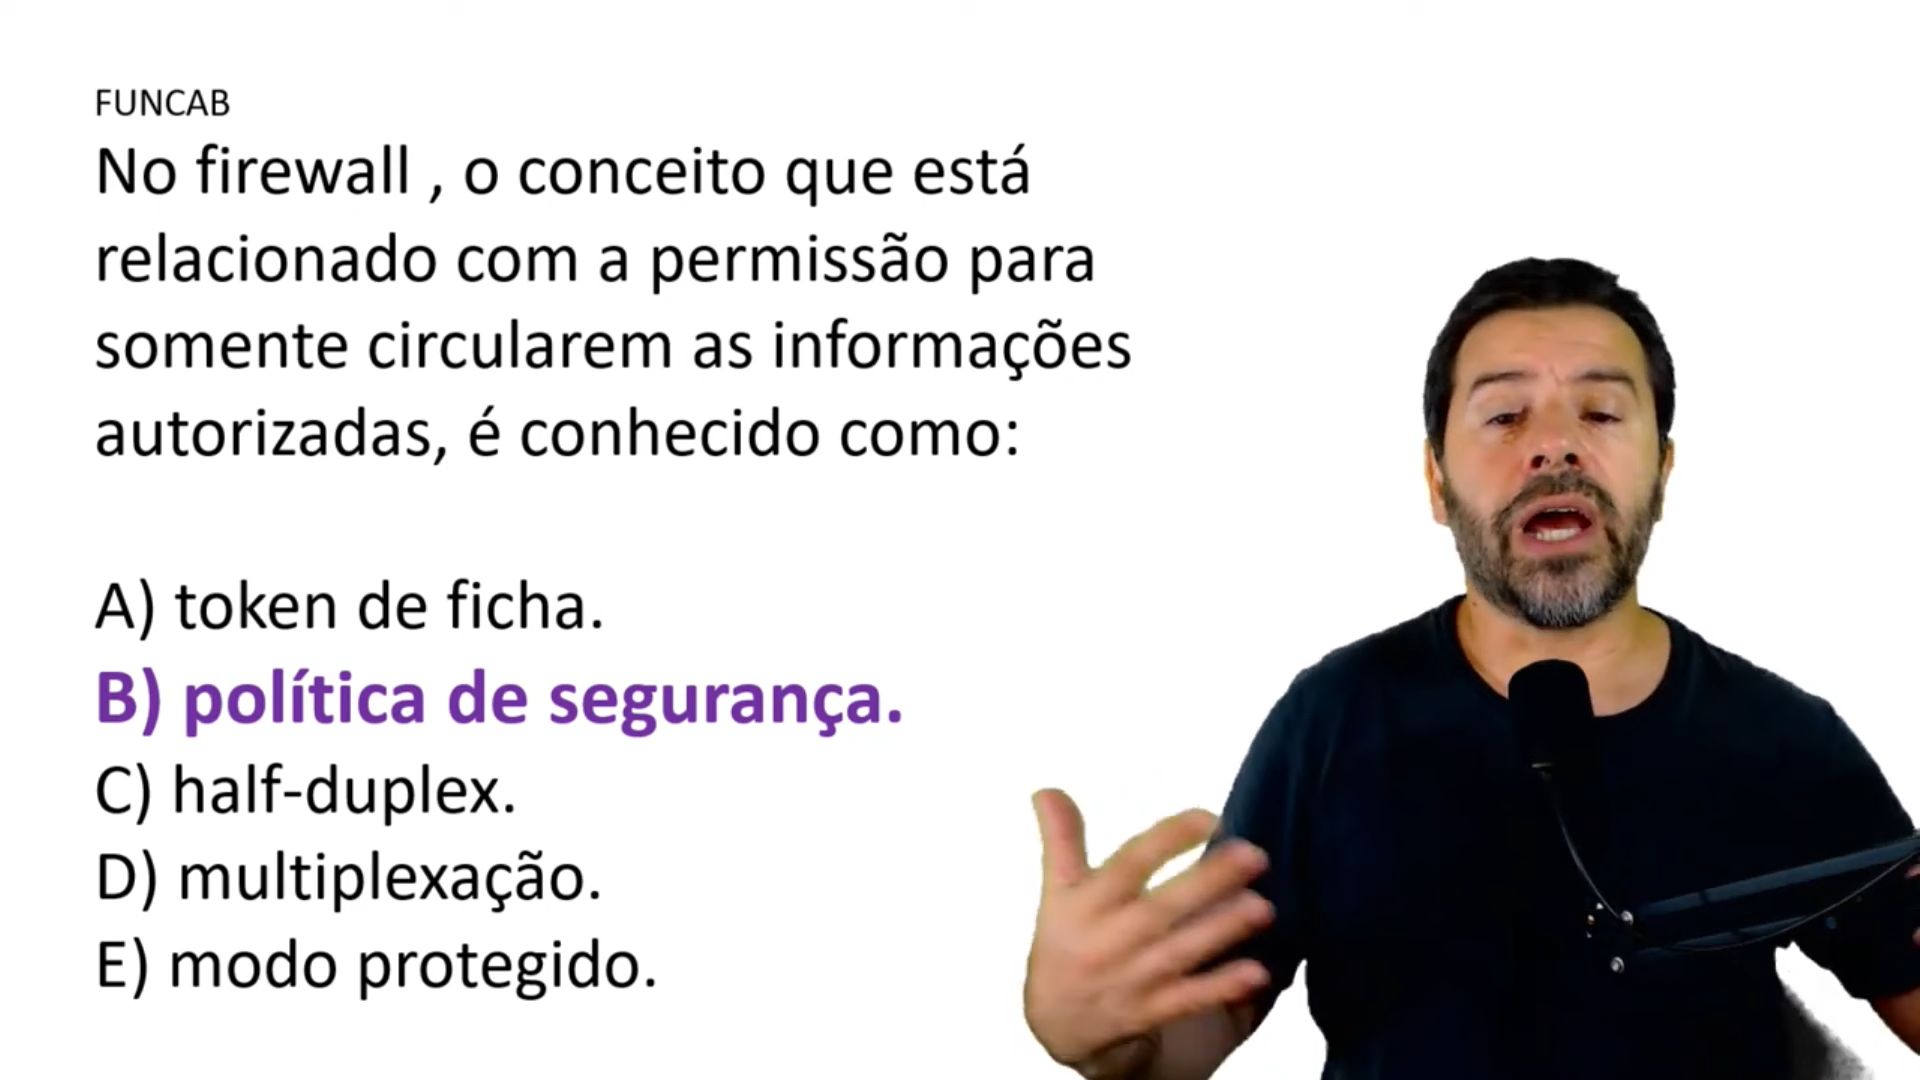 FUNCAB
No firewall , o conceito que está
relacionado com a permissão para
somente circularem as informações
autorizadas, é conhecido como:
A) token de ficha.
B) política de segurança.
C) half-duplex.
D) multiplexação.
E) modo protegido.